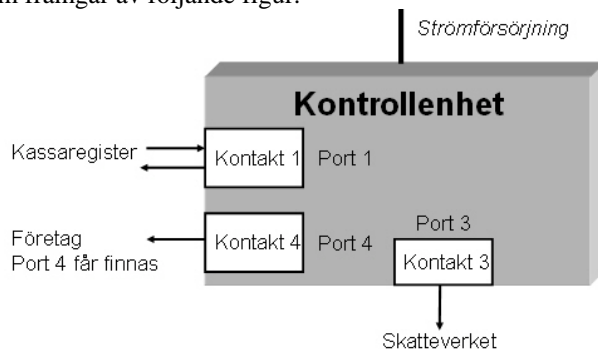 Strömförsörjning
Kontrollenhet
Kassaregister
Kontakt 1
Port 1
Företag
Port 4 får finnas
Kontakt 4
Port 4
Port 3
Kontakt 3
Skatteverket